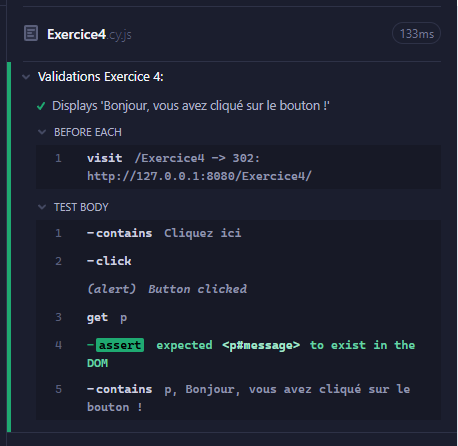 Exercice4.cy.js 133ms
Validations Exercice 4:
Displays 'Bonjour, vous avez cliqué sur le bouton !'
BEFORE EACH
1 visit /Exercice4 -> 302:
http://127.0.0.1:8080/Exercice4/
TEST BODY
1 -contains Cliquez ici
2 -click
(alert) Button clicked
3 get p
4 -assert expected <p#message> to exist in the
DOM
5 -contains p, Bonjour, vous avez cliqué sur le
bouton !